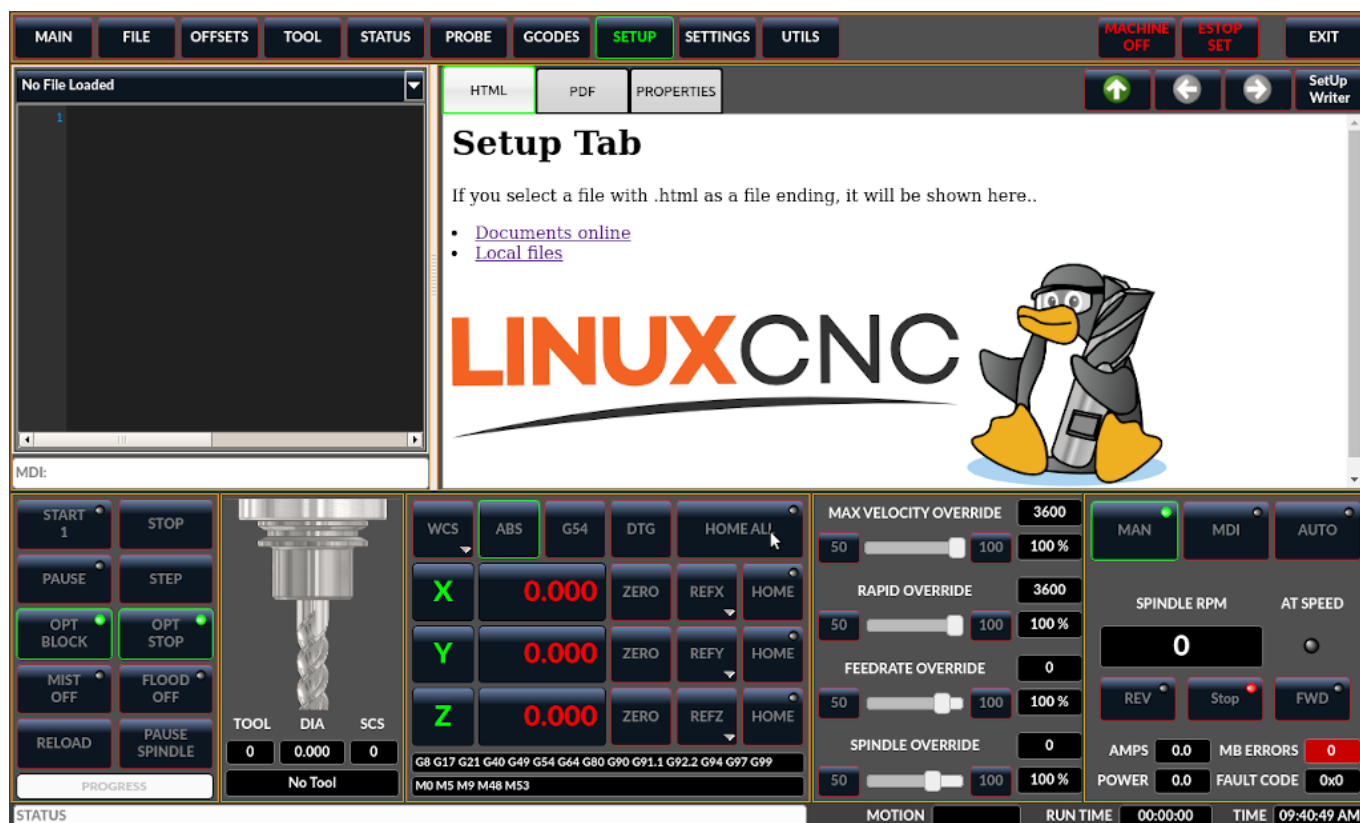 MAIN FILE OFFSETS TOOL STATUS PROBE GCODES SETUP SETTINGS UTILS MACHINE OFF ESTOP SET EXIT
No File Loaded
1
HTML PDF PROPERTIES SetUp Writer
Setup Tab
If you select a file with .html as a file ending, it will be shown here..
• Documents online
• Local files
LINUXCNC
MDI:
START 1 STOP
PAUSE STEP
OPT BLOCK OPT STOP
MIST OFF FLOOD OFF
RELOAD PAUSE SPINDLE
PROGRESS
TOOL DIA SCS
0 0.000 0
No Tool
WCS ABS G54 DTG HOME ALL
X 0.000 ZERO REFX HOME
Y 0.000 ZERO REFY HOME
Z 0.000 ZERO REFZ HOME
G8 G17 G21 G40 G49 G54 G64 G80 G90 G91.1 G92.2 G94 G97 G99
M0 M5 M9 M48 M53
MAX VELOCITY OVERRIDE 3600
50 100 100 %
RAPID OVERRIDE 3600
50 100 100 %
FEEDRATE OVERRIDE 0
50 100 100 %
SPINDLE OVERRIDE 0
50 100 100 %
MAN MDI AUTO
SPINDLE RPM AT SPEED
0
REV Stop FWD
AMPS 0.0 MB ERRORS 0
POWER 0.0 FAULT CODE 0x0
STATUS MOTION RUN TIME 00:00:00 TIME 09:40:49 AM